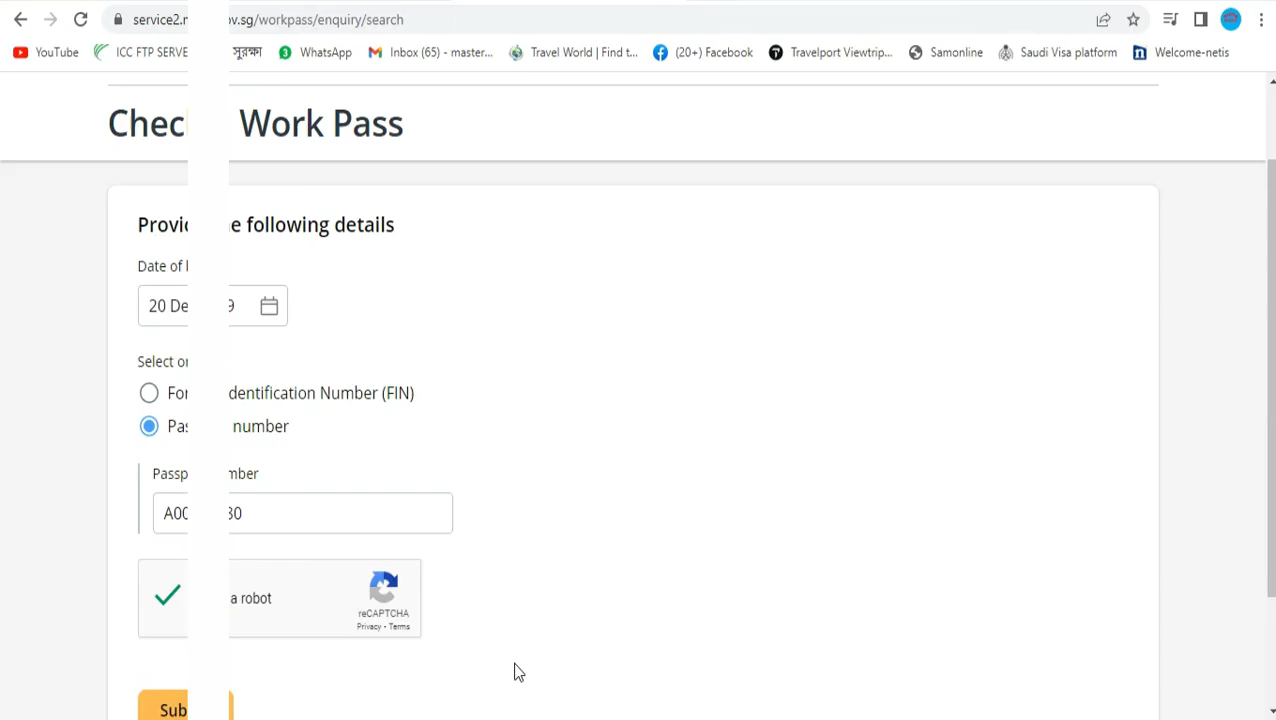 service2.m ov.sg/workpass/enquiry/search
YouTube ICC FTP SERVE সুরক্ষা WhatsApp Inbox (65) - master... Travel World | Find t... (20+) Facebook Travelport Viewtrip... Samonline Saudi Visa platform Welcome-netis
Chec Work Pass
Provi e following details
Date of
20 De 9
Select o
For dentification Number (FIN)
Pas number
Passp mber
A00 30
a robot
reCAPTCHA
Privacy - Terms
Sub